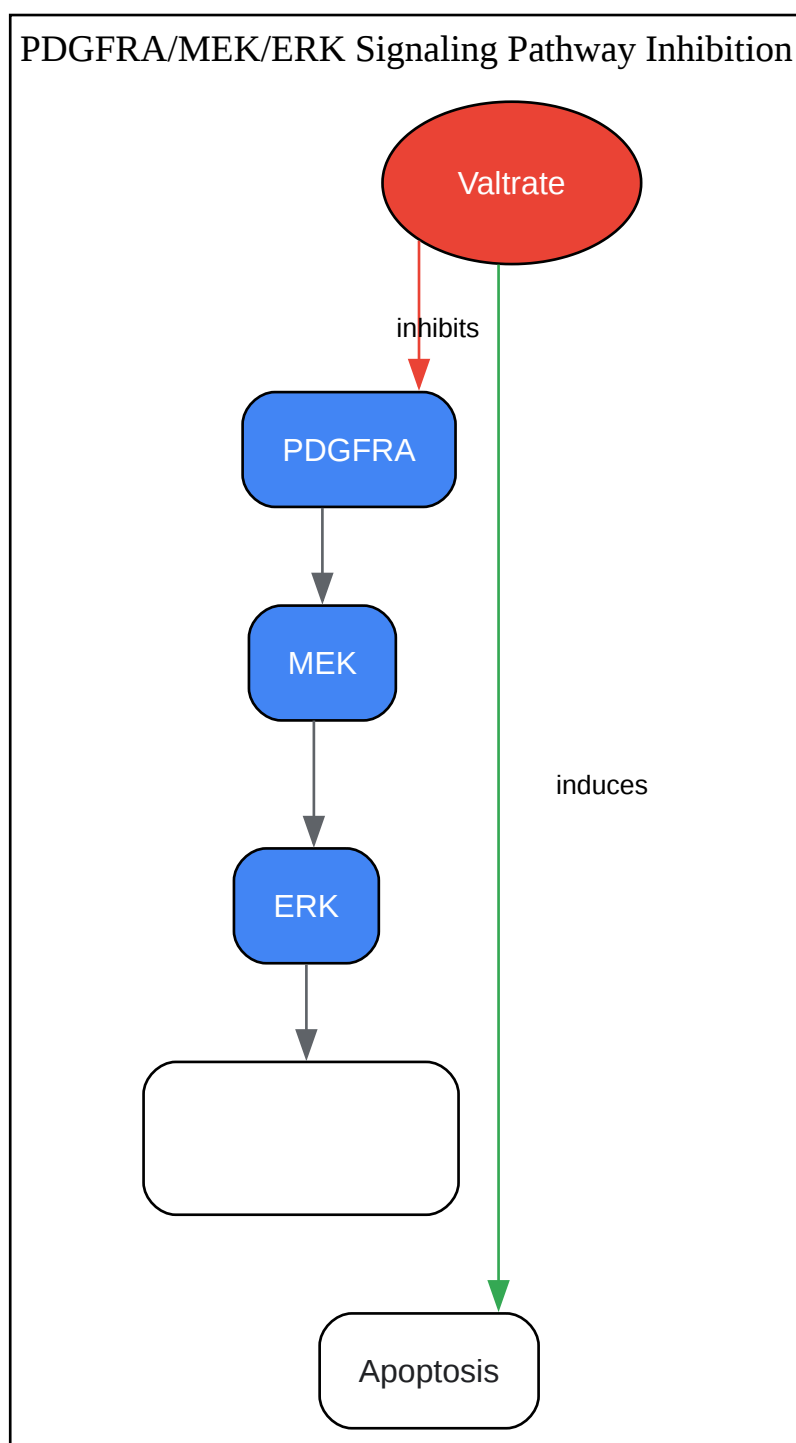 PDGFRA/MEK/ERK Signaling Pathway Inhibition
Valtrate
inhibits
PDGFRA
MEK
induces
ERK
Apoptosis